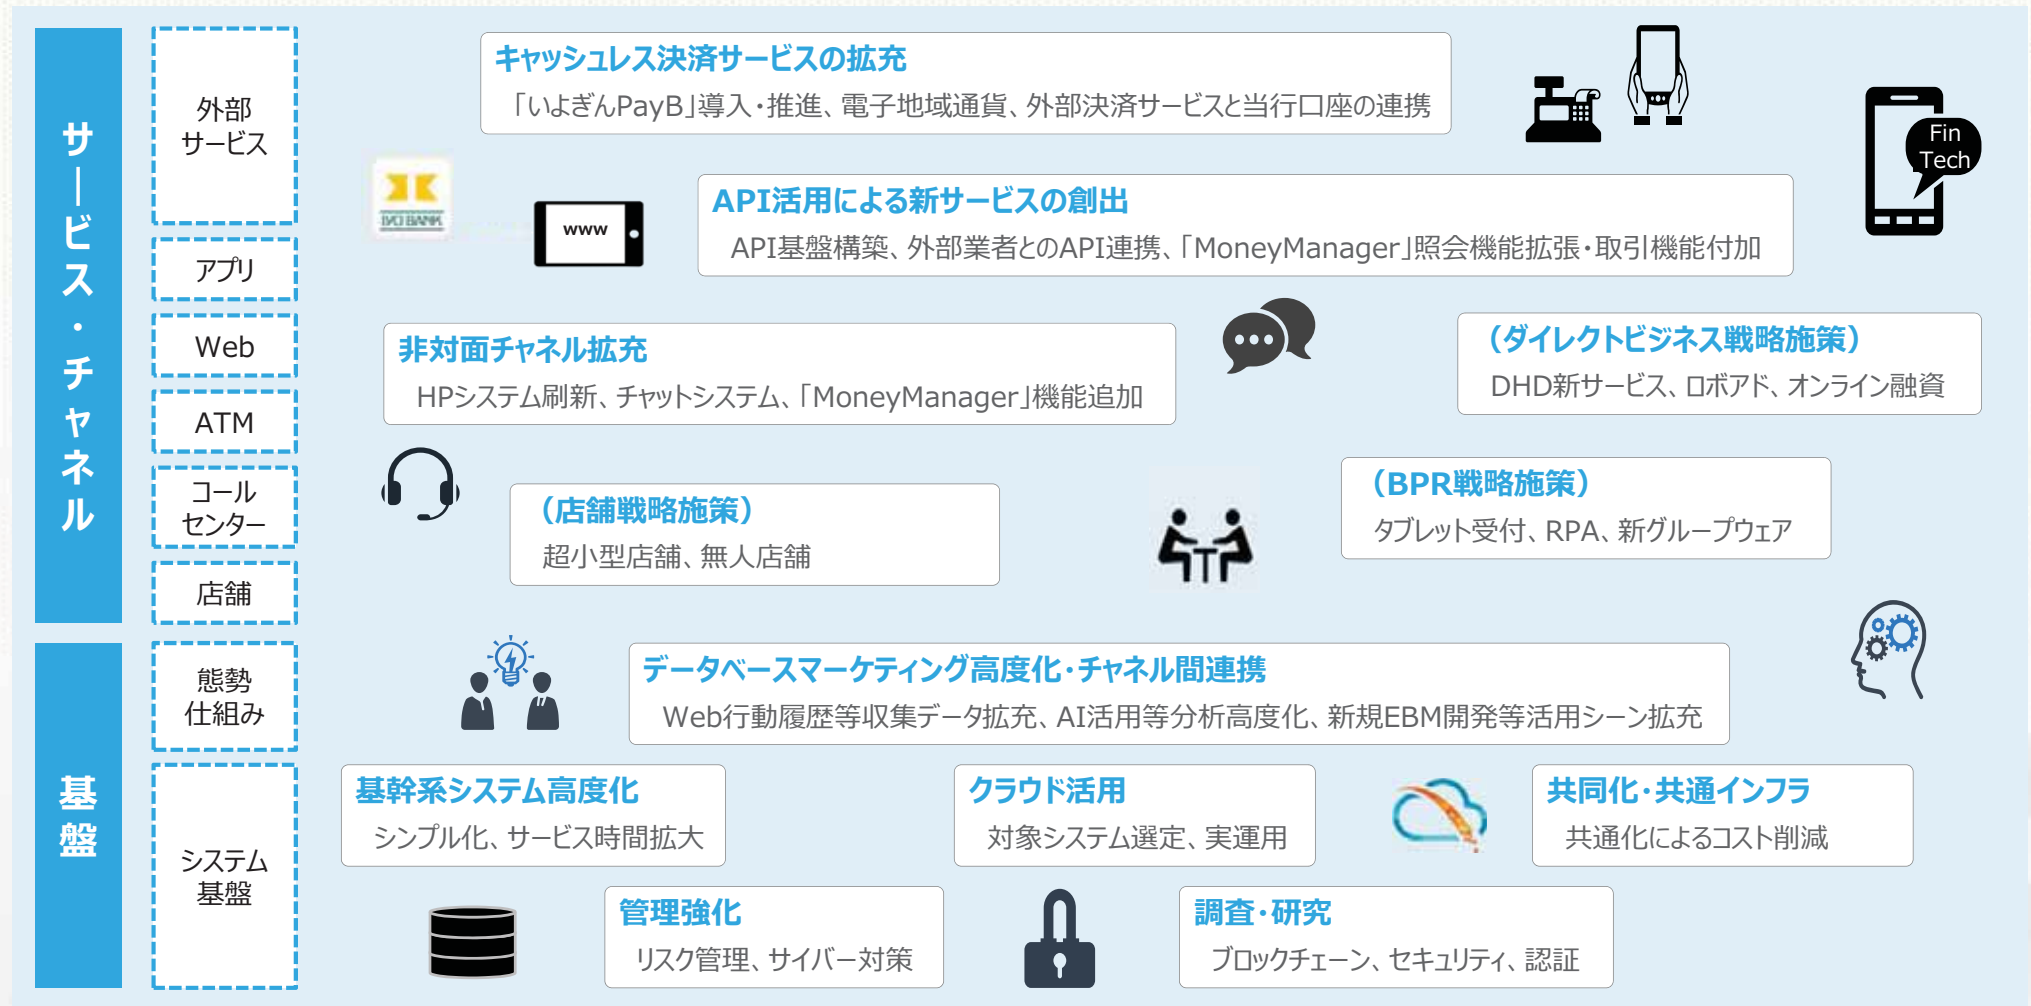 サービス・チャネル
外部
サービス
アプリ
Web
ATM
コール
センター
店舗
キャッシュレス決済サービスの拡充
「いよぎんPayB」導入・推進、電子地域通貨、外部決済サービスと当行口座の連携
Fin
Tech
IYO BANK
www
API活用による新サービスの創出
API基盤構築、外部業者とのAPI連携、「MoneyManager」照会機能拡張・取引機能付加
非対面チャネル拡充
HPシステム刷新、チャットシステム、「MoneyManager」機能追加
（ダイレクトビジネス戦略施策）
DHD新サービス、ロボアド、オンライン融資
（店舗戦略施策）
超小型店舗、無人店舗
（BPR戦略施策）
タブレット受付、RPA、新グループウェア
基盤
態勢
仕組み
システム
基盤
データベースマーケティング高度化・チャネル間連携
Web行動履歴等収集データ拡充、AI活用等分析高度化、新規EBM開発等活用シーン拡充
基幹系システム高度化
シンプル化、サービス時間拡大
クラウド活用
対象システム選定、実運用
共同化・共通インフラ
共通化によるコスト削減
管理強化
リスク管理、サイバー対策
調査・研究
ブロックチェーン、セキュリティ、認証